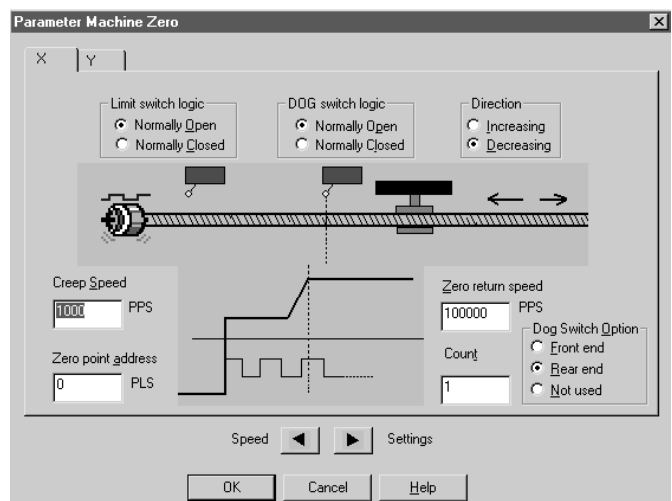 Parameter Machine Zero
X Y
Limit switch logic
Normally Open
Normally Closed
DOG switch logic
Normally Open
Normally Closed
Direction
Increasing
Decreasing
Creep Speed
1000 PPS
Zero point address
0 PLS
Zero return speed
100000 PPS
Count
1
Dog Switch Option
Front end
Rear end
Not used
Speed Settings
OK Cancel Help